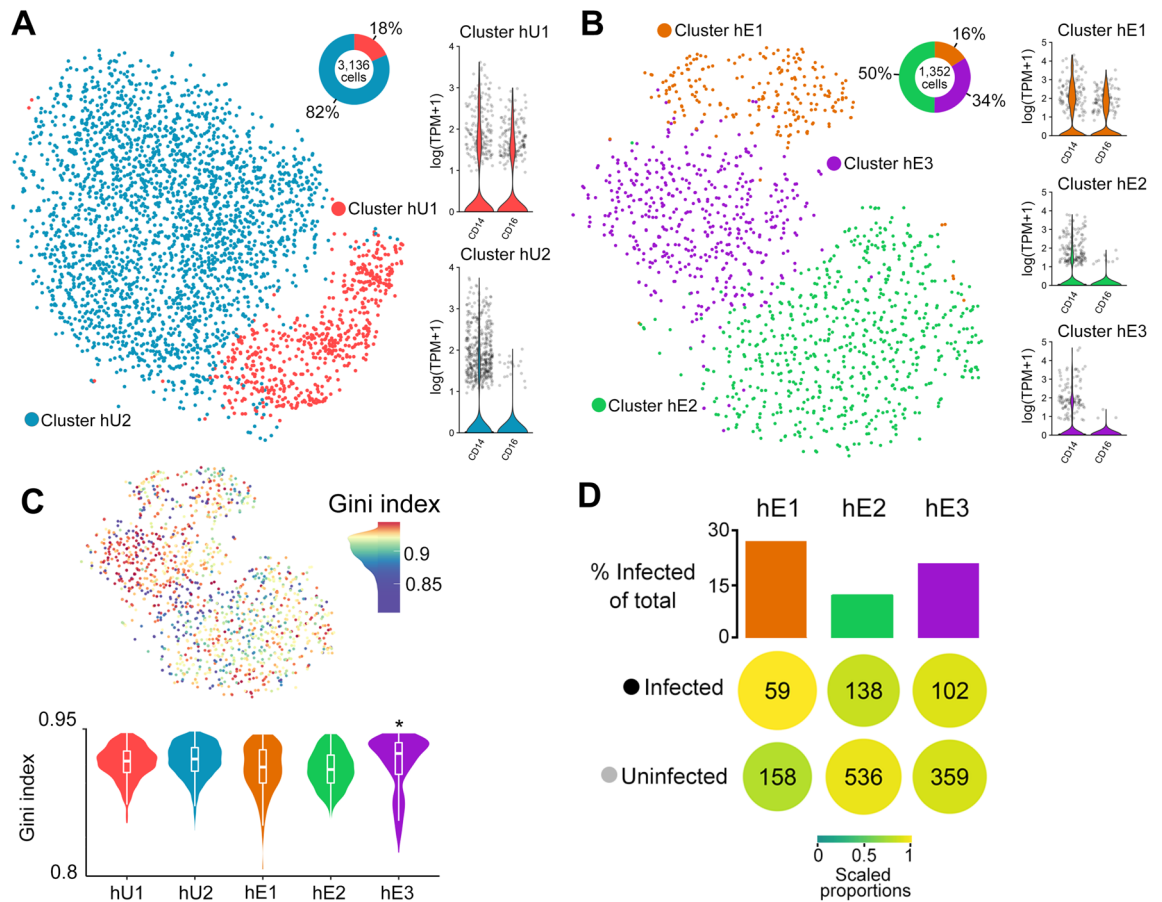 A
18%
3,136
cells
82%
Cluster hU1
Cluster hU2
Cluster hU1
log(TPM+1)
4
3
2
1
0
CD14
CD16
Cluster hU2
log(TPM+1)
4
3
2
1
0
CD14
CD16
B
Cluster hE1
50%
16%
1,352
cells
34%
Cluster hE3
Cluster hE2
Cluster hE1
log(TPM+1)
5
4
3
2
1
0
CD14
CD16
Cluster hE2
log(TPM+1)
5
4
3
2
1
0
CD14
CD16
Cluster hE3
log(TPM+1)
5
4
3
2
1
0
CD14
CD16
C
Gini index
0.9
0.85
0.95
*
Gini index
0.8
hU1 hU2 hE1 hE2 hE3
D
hE1 hE2 hE3
30
% Infected
of total
15
0
Infected 59 138 102
Uninfected 158 536 359
0 0.5 1
Scaled
proportions